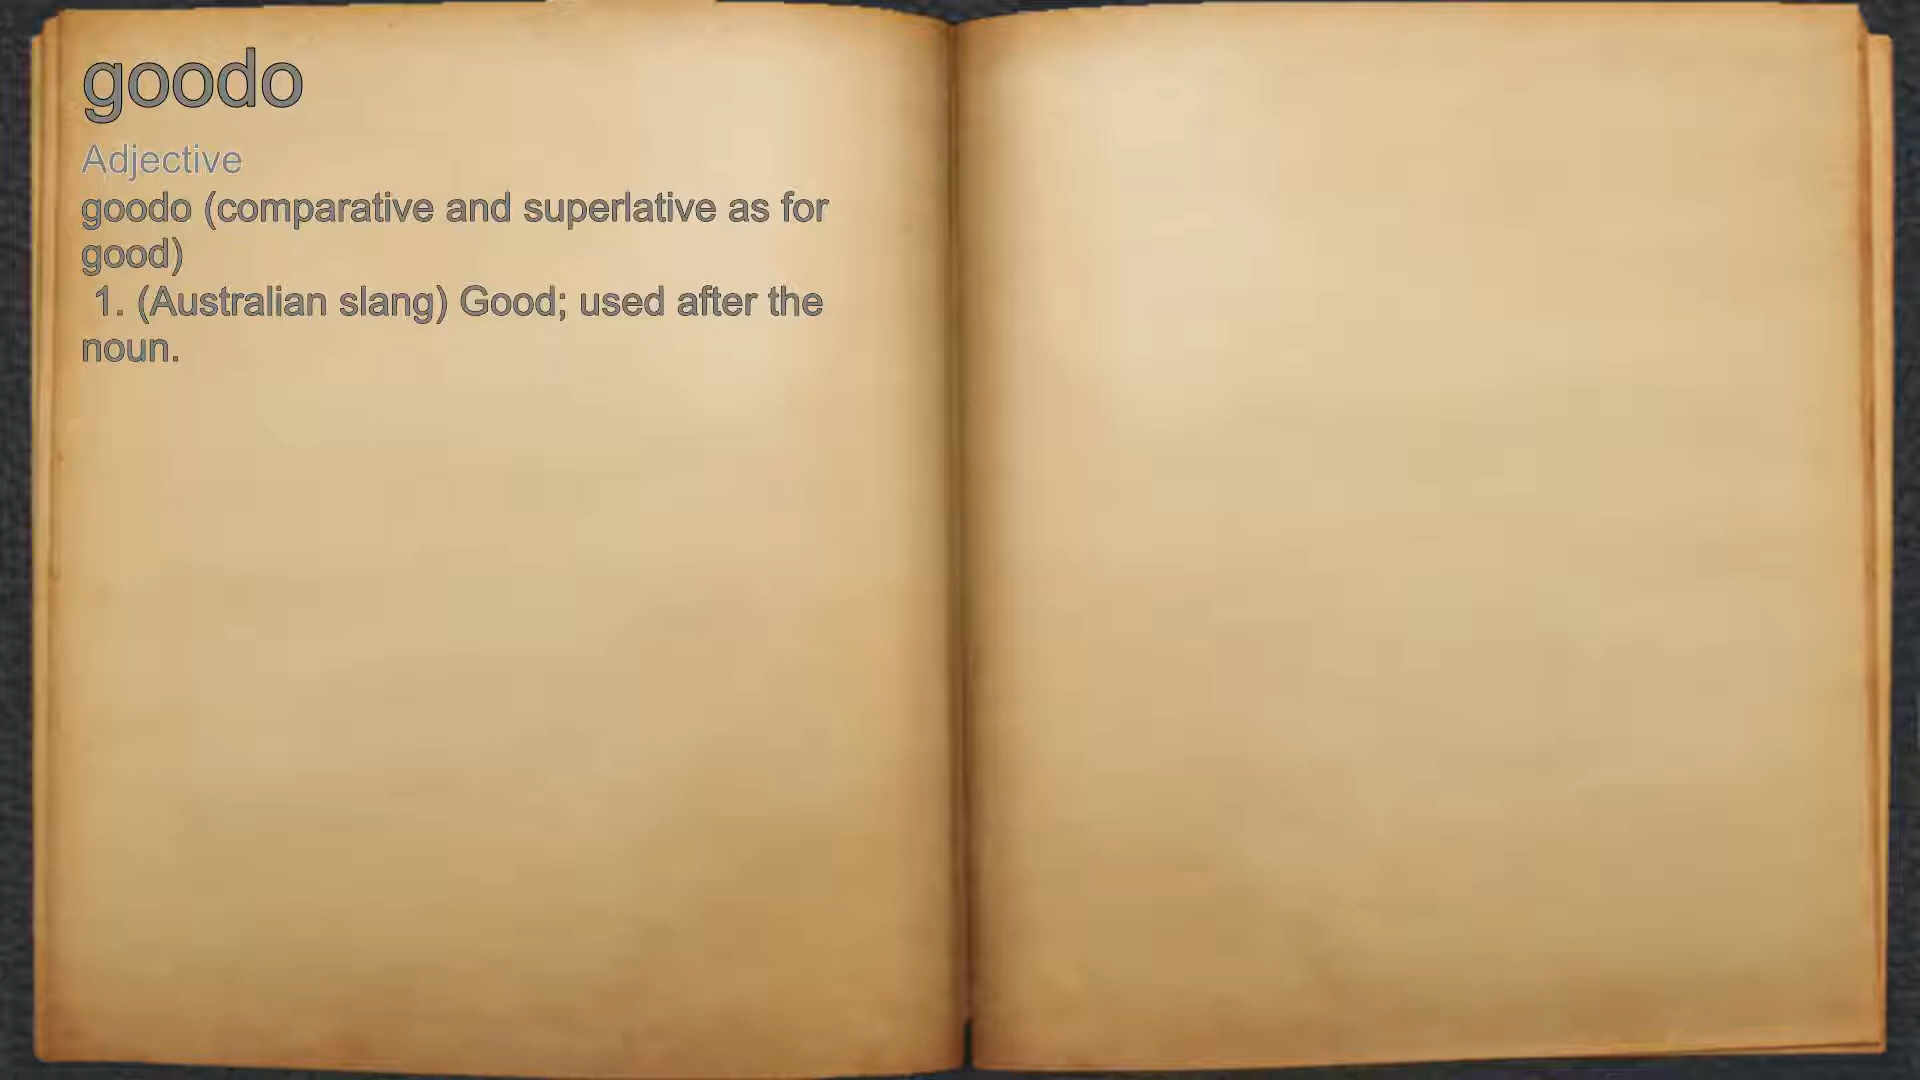 goodo
Adjective
goodo (comparative and superlative as for
good)
1. (Australian slang) Good; used after the
noun.